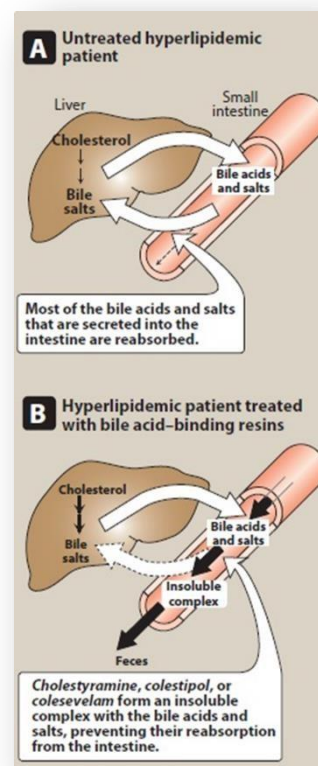 A Untreated hyperlipidemic
patient
Liver
Small
intestine
Cholesterol
Bile
salts
Bile acids
and salts
Most of the bile acids and salts
that are secreted into the
intestine are reabsorbed.
B Hyperlipidemic patient treated
with bile acid–binding resins
Cholesterol
Bile
salts
Bile acids
and salts
Insoluble
complex
Feces
Cholestyramine, colestipol, or
colesevelam form an insoluble
complex with the bile acids and
salts, preventing their reabsorption
from the intestine.